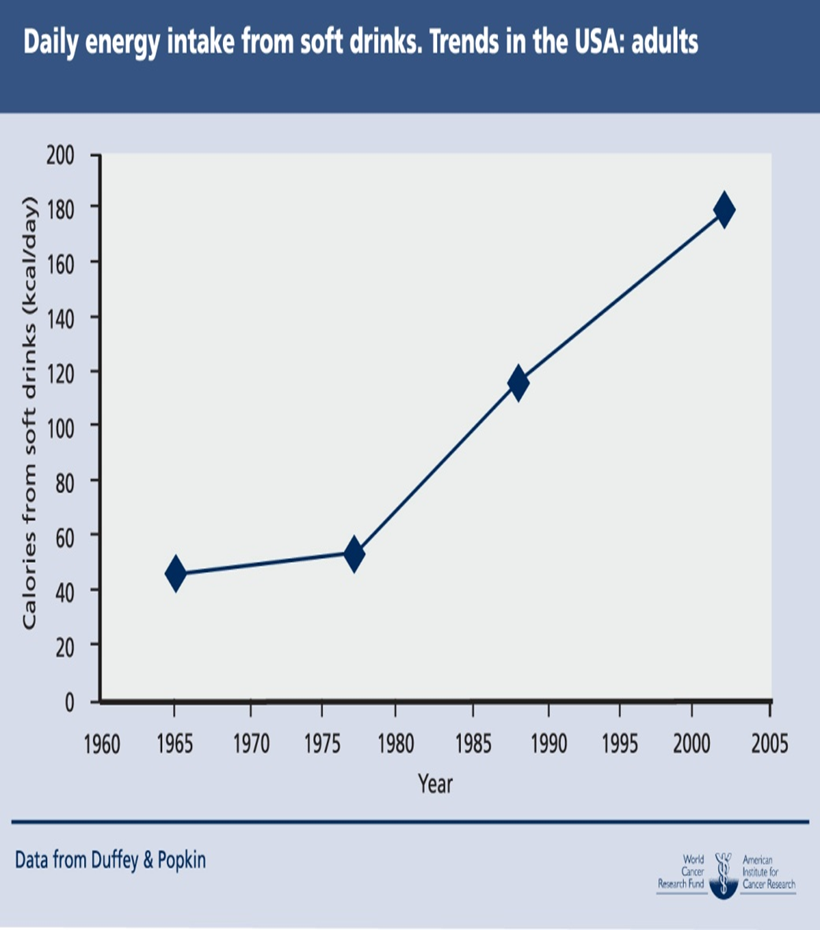 Daily energy intake from soft drinks. Trends in the USA: adults
Calories from soft drinks (kcal/day)
200
180
160
140
120
100
80
60
40
20
0
1960 1965 1970 1975 1980 1985 1990 1995 2000 2005
Year
Data from Duffey & Popkin
World
Cancer
Research Fund
American
Institute for
Cancer Research